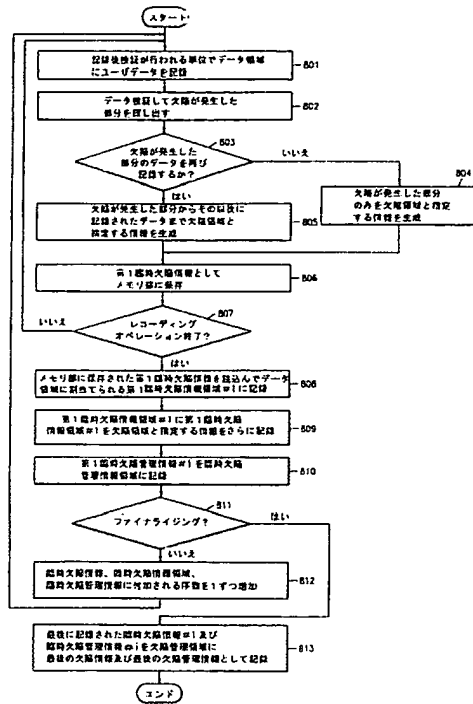 スタート
記録後検証が行われる単位でデータ領域
にユーザデータを記録
801
データ検証して欠陥が発生した
部分を探し出す
802
803
欠陥が発生した
部分のデータを再び
記録するか?
いいえ
はい
804
欠陥が発生した部分
のみを欠陥領域と指定
する情報を生成
欠陥が発生した部分からその以後に
記録されたデータまで欠陥領域と
指定する情報を生成
805
第1臨時欠陥情報として
メモリ部に保存
806
807
レコーディング
オペレーション終了?
いいえ
はい
メモリ部に保存された第1臨時欠陥情報を読込んでデータ
領域に割当てられる第1臨時欠陥情報領域#1に記録
808
第1臨時欠陥情報領域#1に第1臨時欠陥
情報領域#1を欠陥領域と指定する情報をさらに記録
809
第1臨時欠陥管理情報#1を臨時欠陥
管理情報領域に記録
810
811
ファイナライジング?
はい
いいえ
臨時欠陥情報、臨時欠陥情報領域、
臨時欠陥管理情報に付加される序数を1ずつ増加
812
最後に記録された臨時欠陥情報#i及び
臨時欠陥管理情報#iを欠陥管理領域に
最後の欠陥情報及び最後の欠陥管理情報として記録
813
エンド